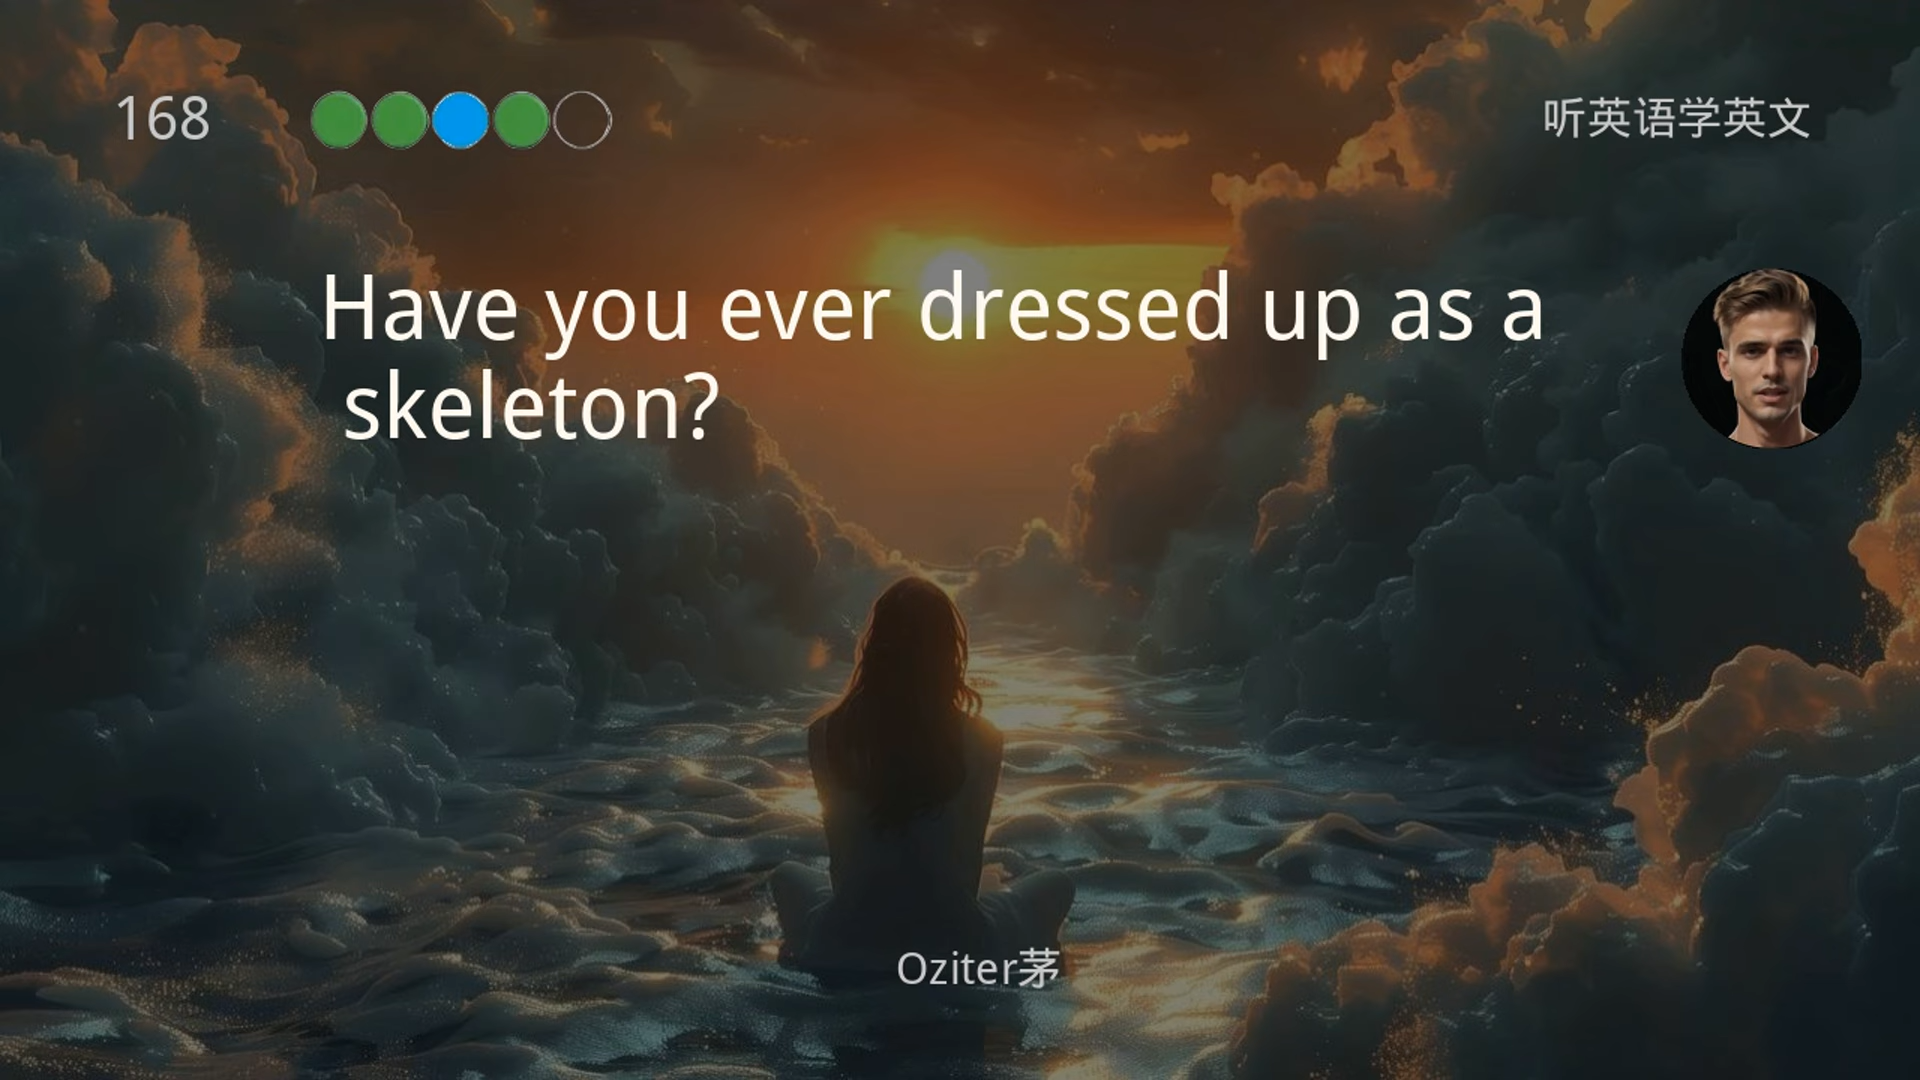 168
听英语学英文
Have you ever dressed up as a
skeleton?
Oziter茅